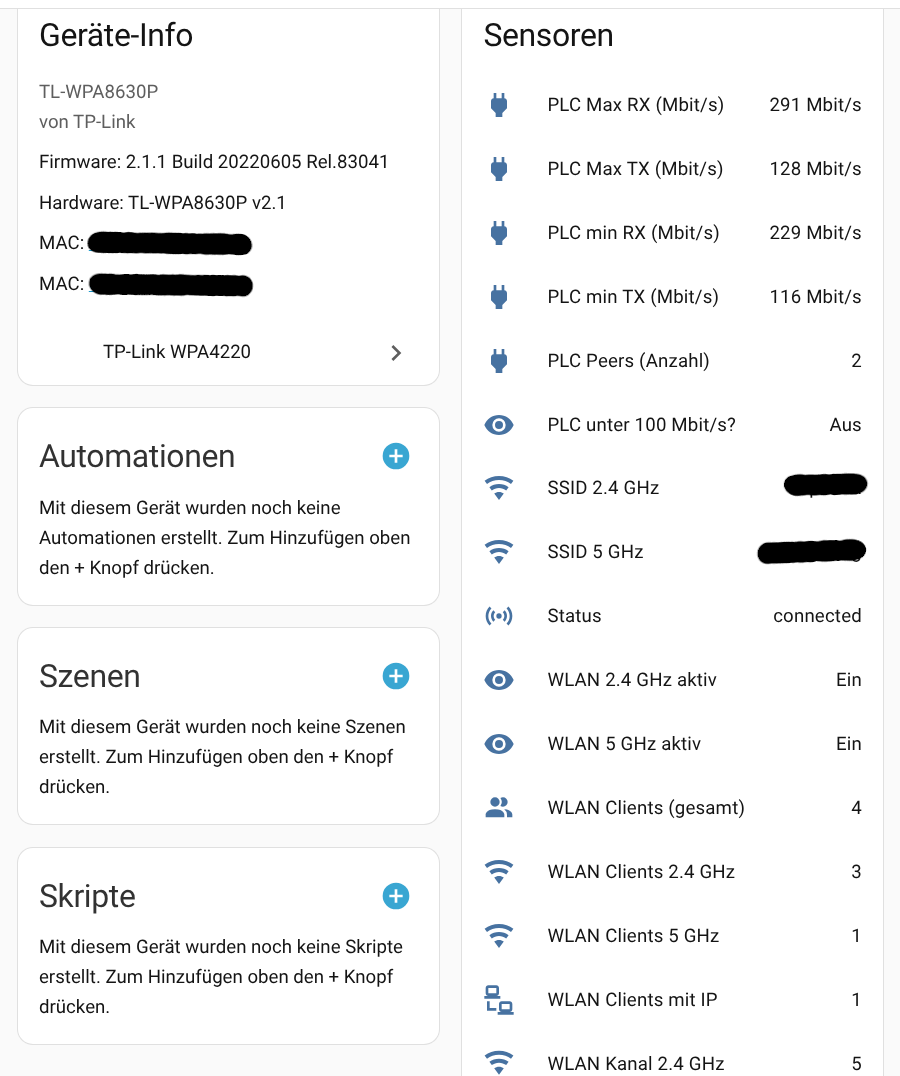 Geräte-Info
TL-WPA8630P
von TP-Link
Firmware: 2.1.1 Build 20220605 Rel.83041
Hardware: TL-WPA8630P v2.1
MAC:
MAC:
TP-Link WPA4220
Automationen
Mit diesem Gerät wurden noch keine
Automationen erstellt. Zum Hinzufügen oben
den + Knopf drücken.
Szenen
Mit diesem Gerät wurden noch keine Szenen
erstellt. Zum Hinzufügen oben den + Knopf
drücken.
Skripte
Mit diesem Gerät wurden noch keine Skripte
erstellt. Zum Hinzufügen oben den + Knopf
drücken.
Sensoren
PLC Max RX (Mbit/s) 291 Mbit/s
PLC Max TX (Mbit/s) 128 Mbit/s
PLC min RX (Mbit/s) 229 Mbit/s
PLC min TX (Mbit/s) 116 Mbit/s
PLC Peers (Anzahl) 2
PLC unter 100 Mbit/s? Aus
SSID 2.4 GHz
SSID 5 GHz
Status connected
WLAN 2.4 GHz aktiv Ein
WLAN 5 GHz aktiv Ein
WLAN Clients (gesamt) 4
WLAN Clients 2.4 GHz 3
WLAN Clients 5 GHz 1
WLAN Clients mit IP 1
WLAN Kanal 2.4 GHz 5